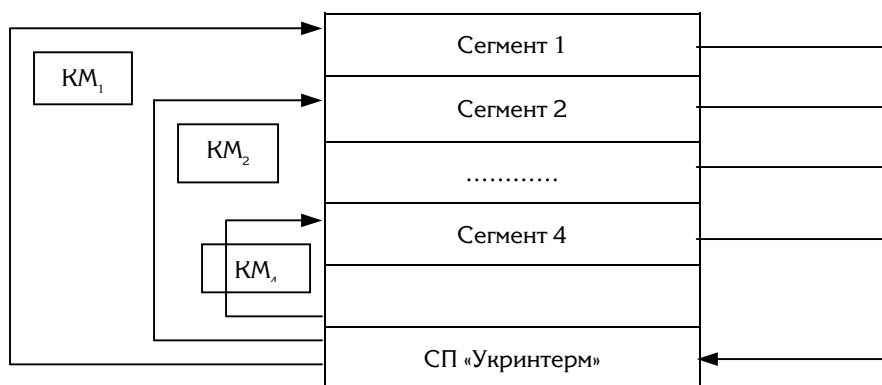 Сегмент 1
КМ₁
Сегмент 2
КМ₂
............
Сегмент 4
КМ₄
СП «Укринтерм»